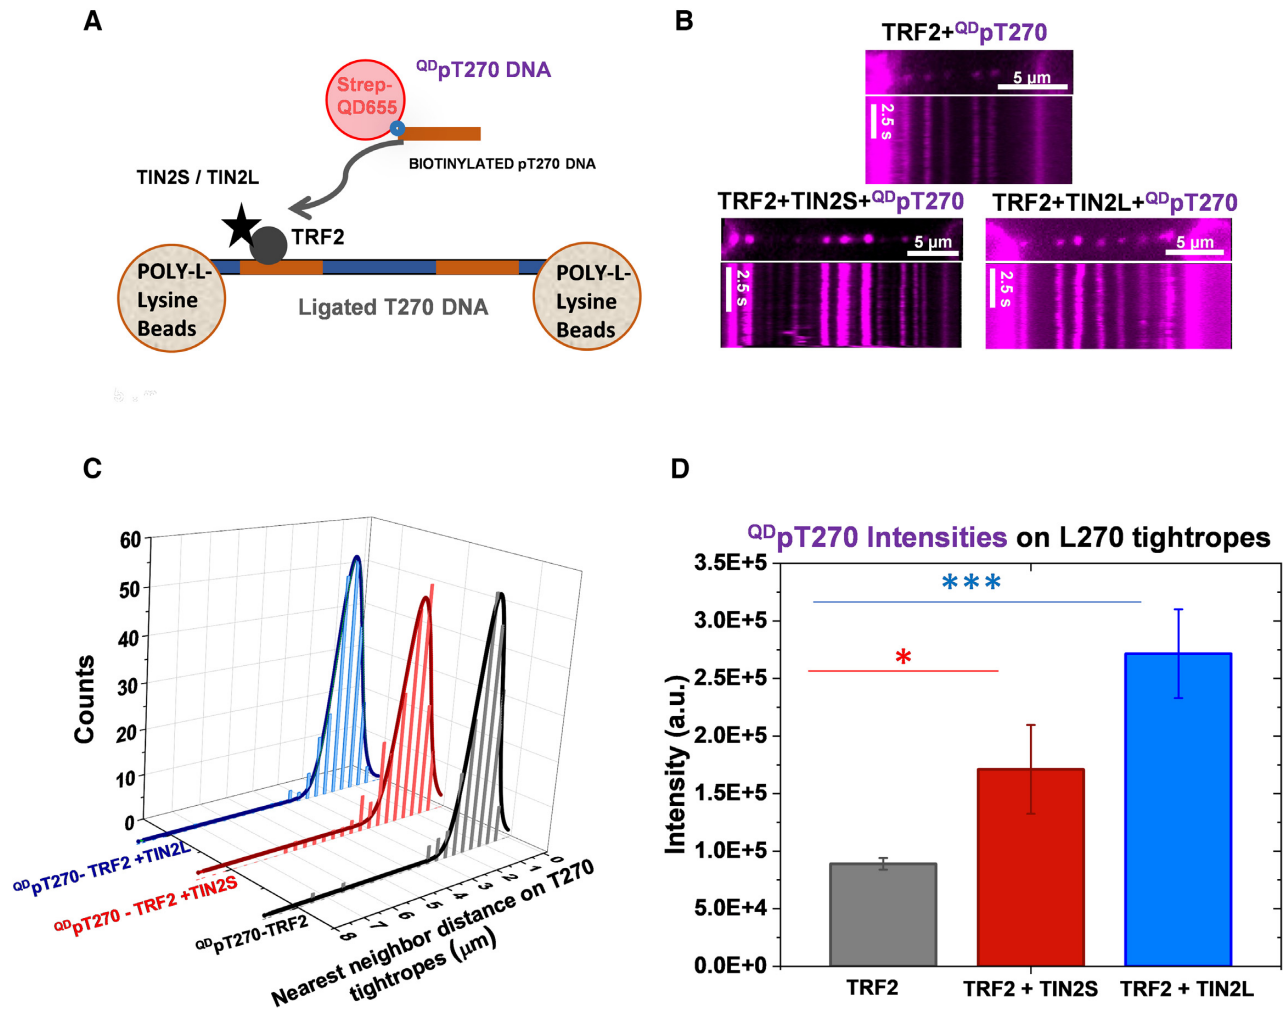 A
QDpT270 DNA
Strep-
QD655
BIOTINYLATED pT270 DNA
TIN2S / TIN2L
TRF2
POLY-L-
Lysine
Beads
Ligated T270 DNA
POLY-L-
Lysine
Beads
B
TRF2+QDpT270
5 µm
2.5 s
TRF2+TIN2S+QDpT270
5 µm
2.5 s
TRF2+TIN2L+QDpT270
5 µm
2.5 s
C
60
50
40
30
20
10
0
Counts
QDpT270- TRF2 +TIN2L
QDpT270 - TRF2 +TIN2S
QDpT270-TRF2
8
7
6
5
4
3
2
1
0
Nearest neighbor distance on T270
tightropes (µm)
D
QDpT270 Intensities on L270 tightropes
3.5E+5
3.0E+5
2.5E+5
2.0E+5
1.5E+5
1.0E+5
5.0E+4
0.0E+0
Intensity (a.u.)
***
*
TRF2
TRF2 + TIN2S
TRF2 + TIN2L